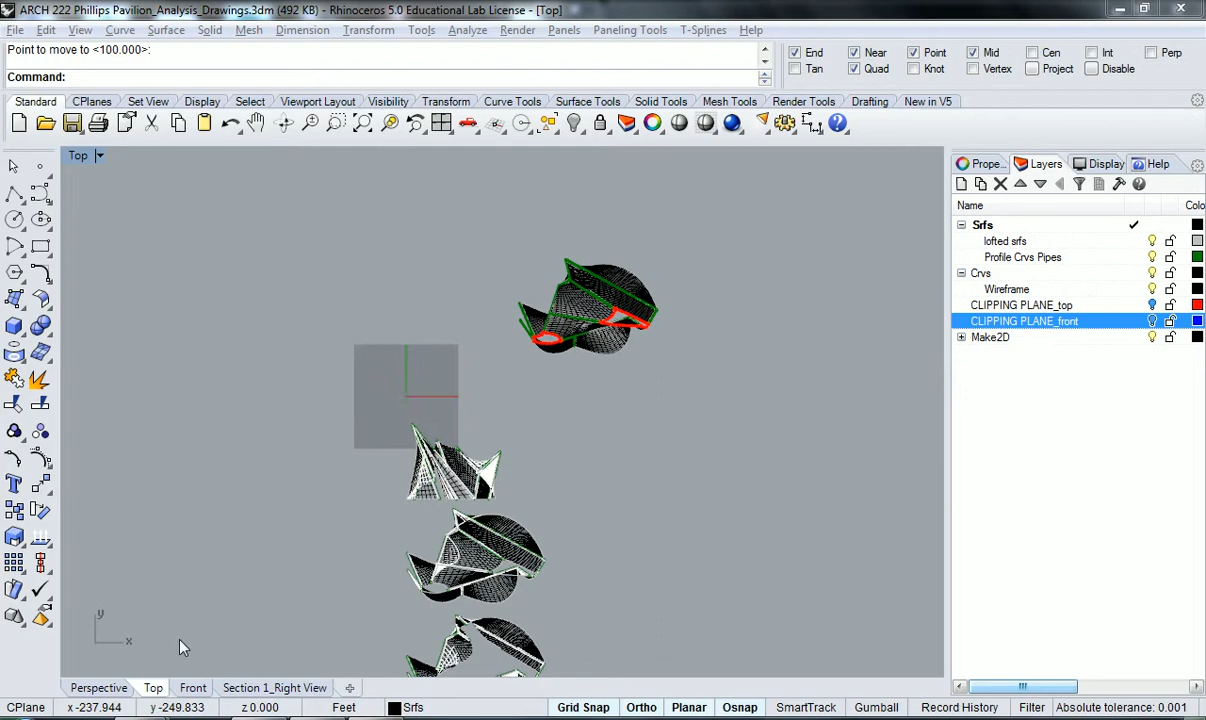 ARCH 222 Phillips Pavilion_Analysis_Drawings.3dm (492 KB) - Rhinoceros 5.0 Educational Lab License - [Top]
File Edit View Curve Surface Solid Mesh Dimension Transform Tools Analyze Render Panels Paneling Tools T-Splines Help
Point to move to <100.000>:
Command:
End Near Point Mid Cen Int Perp
Tan Quad Knot Vertex Project Disable
Standard CPlanes Set View Display Select Viewport Layout Visibility Transform Curve Tools Surface Tools Solid Tools Mesh Tools Render Tools Drafting New in V5
Top
Prope... Layers Display Help
Name Colo
Srfs
lofted srfs
Profile Crvs Pipes
Crvs
Wireframe
CLIPPING PLANE_top
CLIPPING PLANE_front
Make2D
y
x
Perspective Top Front Section 1_Right View
CPlane x -237.944 y -249.833 z 0.000 Feet Srfs Grid Snap Ortho Planar Osnap SmartTrack Gumball Record History Filter Absolute tolerance: 0.001